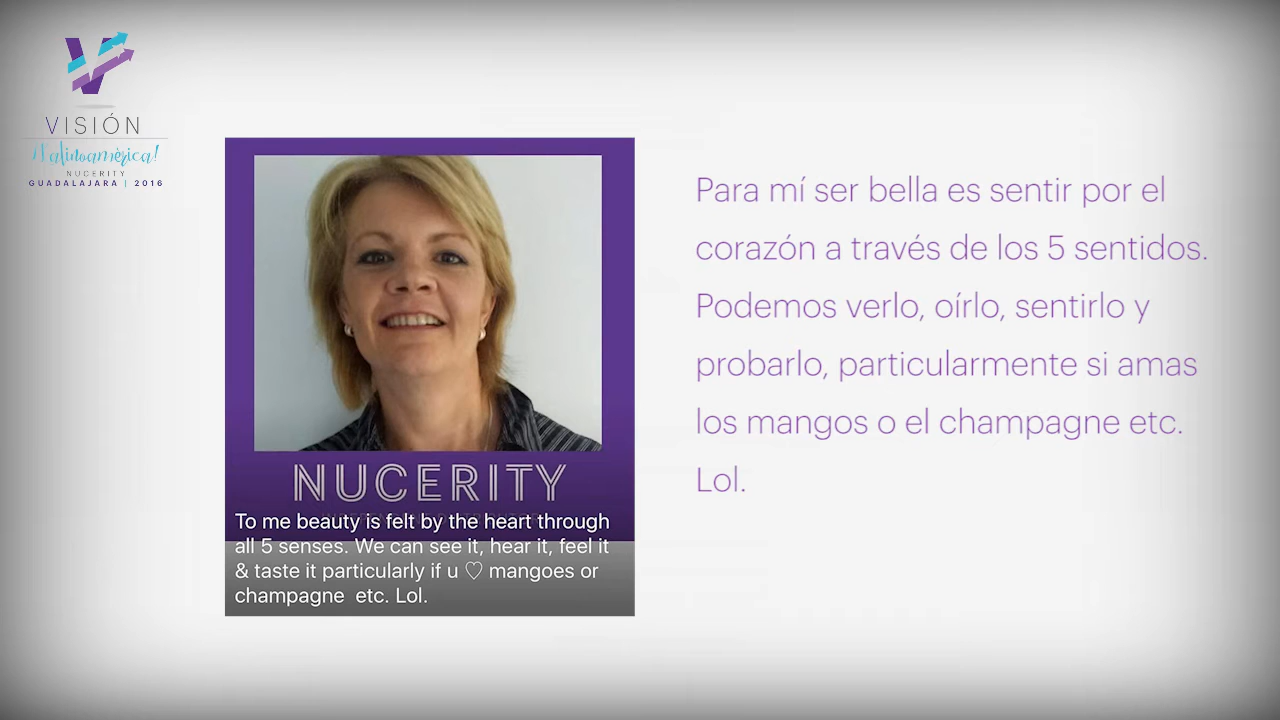 VISIÓN
¡Latinoamérica!
NUCERITY
GUADALAJARA | 2016
NUCERITY
To me beauty is felt by the heart through
all 5 senses. We can see it, hear it, feel it
& taste it particularly if u ♡ mangoes or
champagne  etc. Lol.
Para mí ser bella es sentir por el
corazón a través de los 5 sentidos.
Podemos verlo, oírlo, sentirlo y
probarlo, particularmente si amas
los mangos o el champagne etc.
Lol.